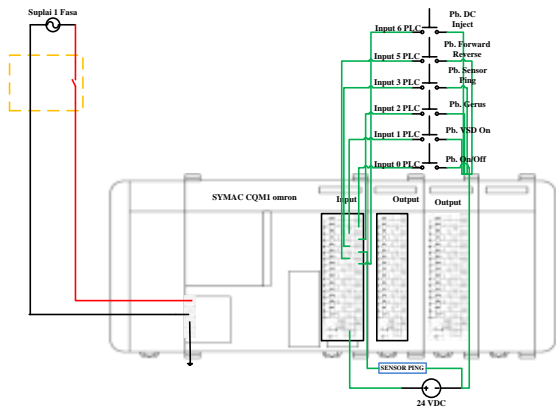 Suplai 1 Fasa
Pb. DC
Inject
Input 6 PLC
Pb. Forward
Reverse
Input 5 PLC
Pb. Sensor
Ping
Input 3 PLC
Input 2 PLC
Pb. Gerus
Input 1 PLC
Pb. VSD On
Input 0 PLC
Pb. On/Off
SYMAC CQM1 omron
Input
Output
Output
SENSOR PING
24 VDC